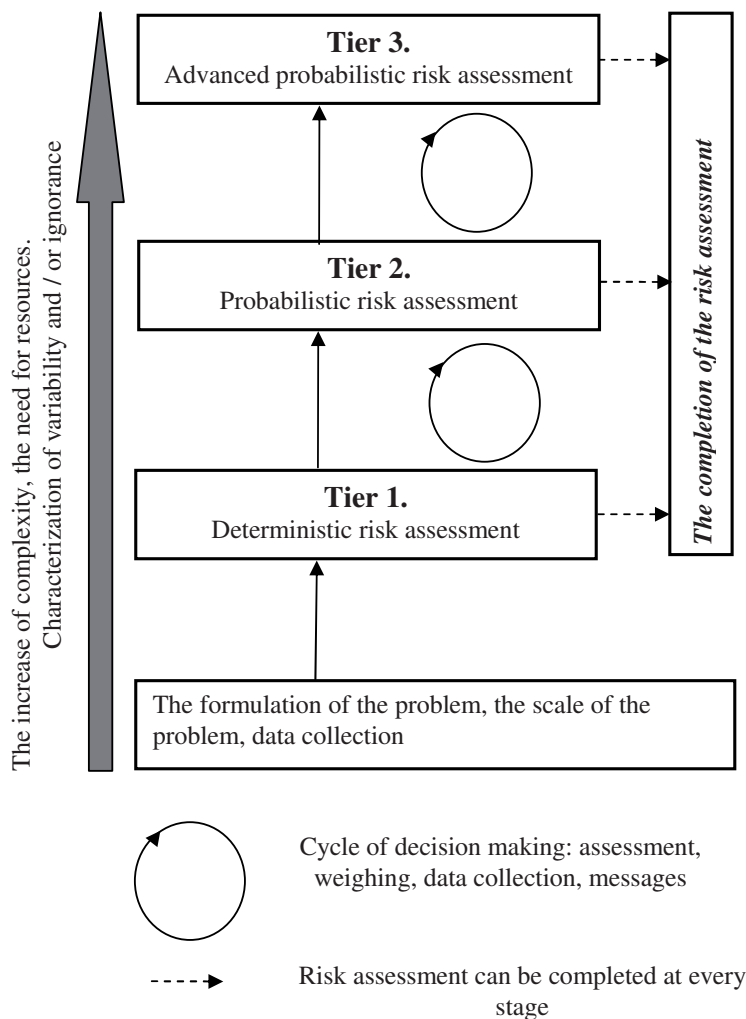 Tier 3.
Advanced probabilistic risk assessment
Tier 2.
Probabilistic risk assessment
Tier 1.
Deterministic risk assessment
The formulation of the problem, the scale of the
problem, data collection
The increase of complexity, the need for resources.
Characterization of variability and / or ignorance
The completion of the risk assessment
Cycle of decision making: assessment,
weighing, data collection, messages
Risk assessment can be completed at every
stage